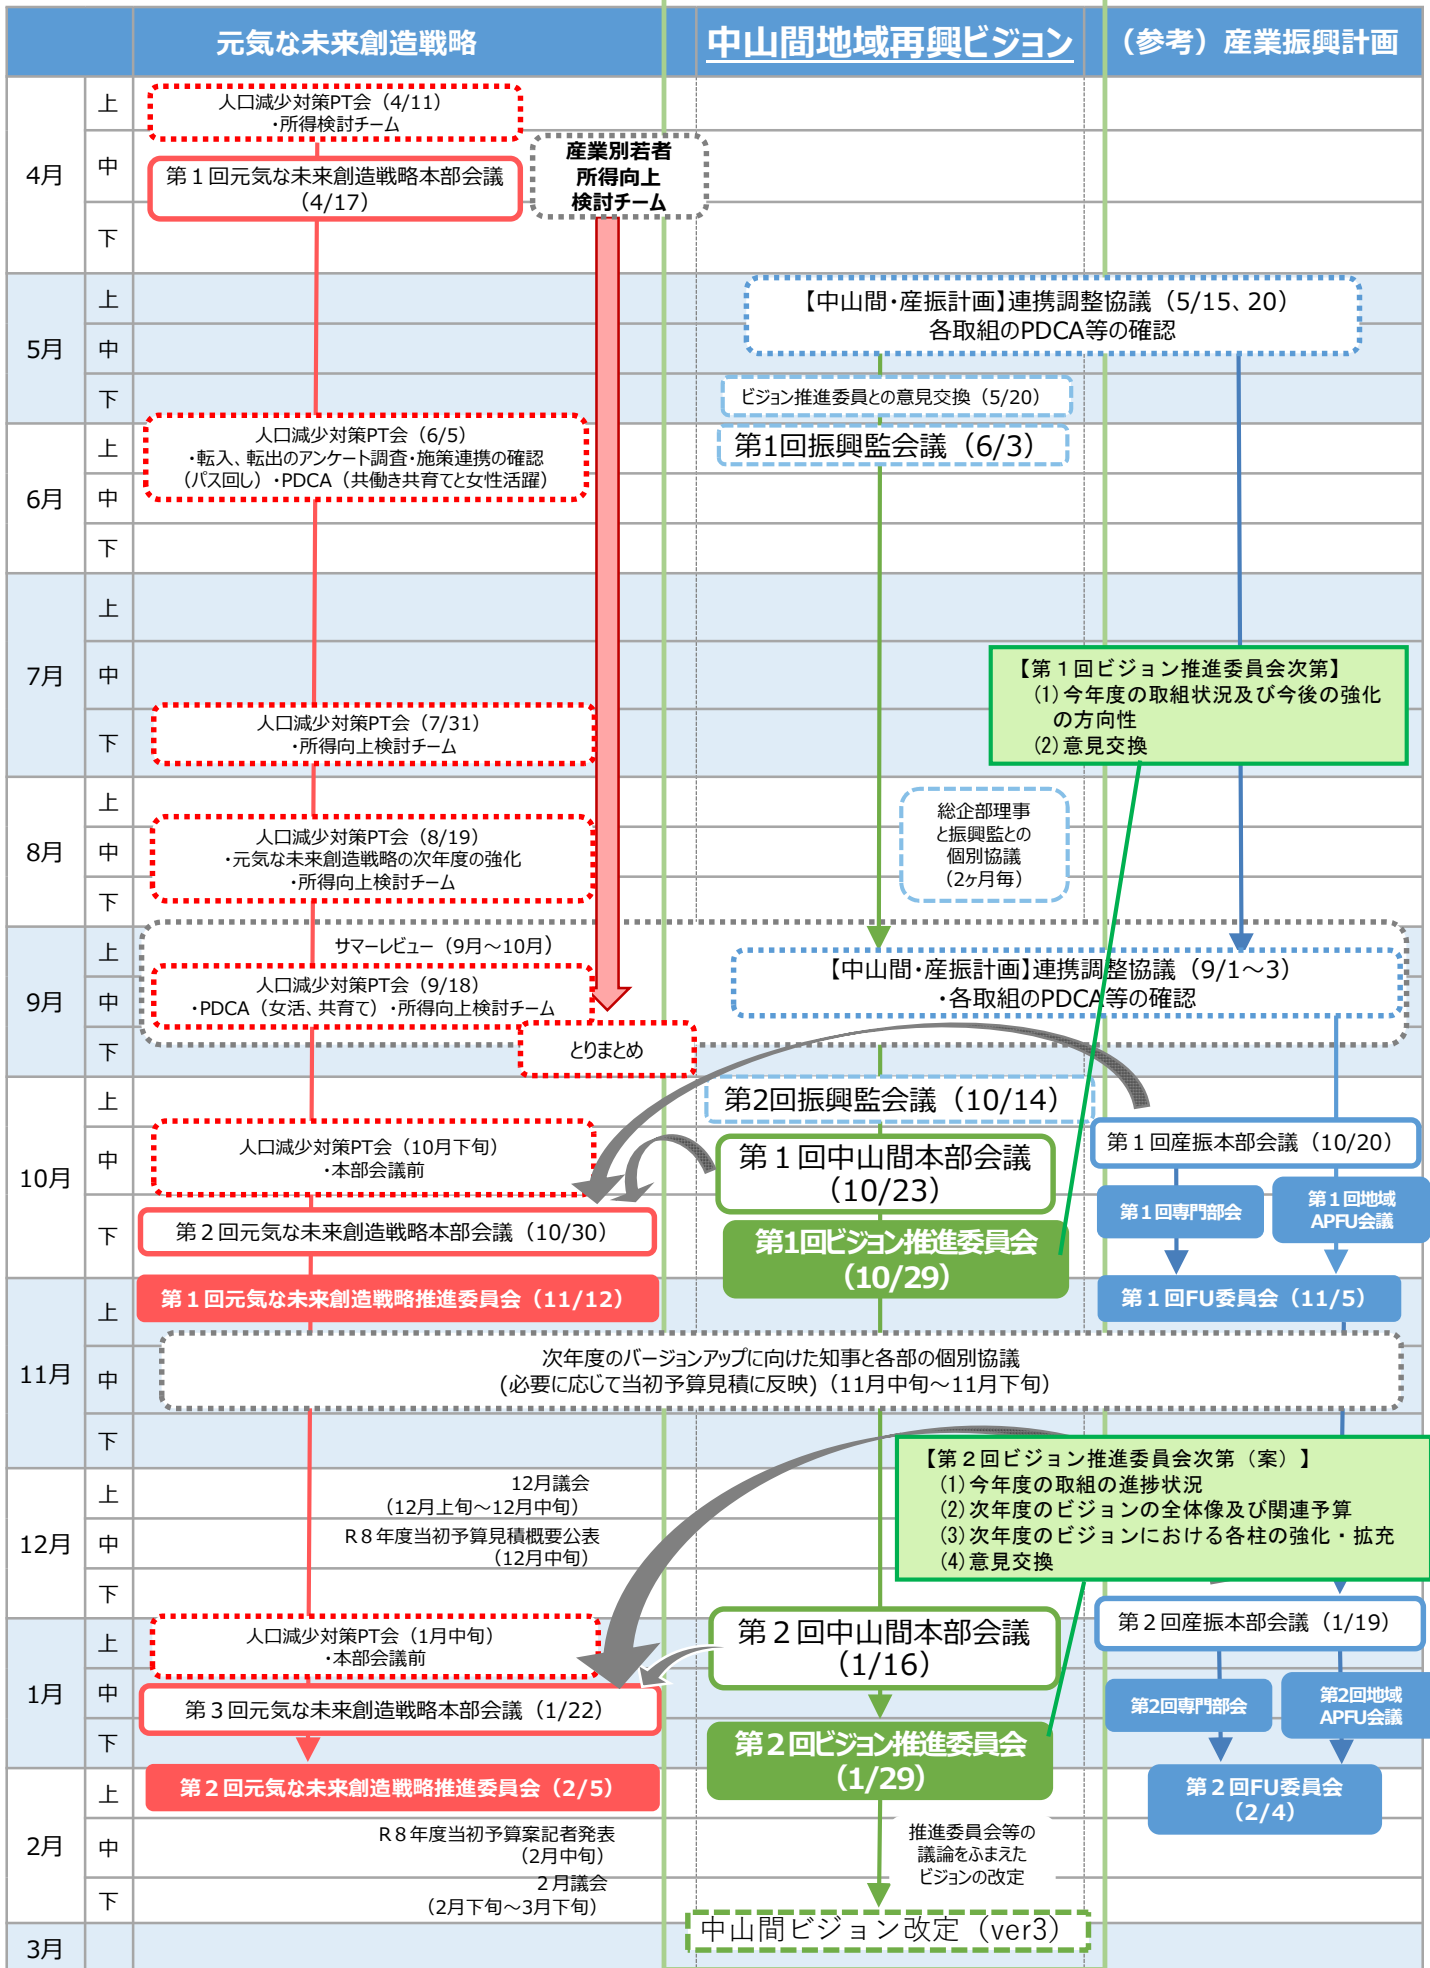 元気な未来創造戦略
中山間地域再興ビジョン
（参考）産業振興計画
4月
上
中
下
人口減少対策PT会（4/11）
・所得検討チーム
第１回元気な未来創造戦略本部会議
（4/17）
産業別若者
所得向上
検討チーム
5月
上
中
下
【中山間・産振計画】連携調整協議（5/15、20）
各取組のPDCA等の確認
ビジョン推進委員との意見交換（5/20）
6月
上
中
下
人口減少対策PT会（6/5）
・転入、転出のアンケート調査・施策連携の確認
（パス回し）・PDCA（共働き共育てと女性活躍）
第1回振興監会議（6/3）
7月
上
中
下
人口減少対策PT会（7/31）
・所得向上検討チーム
【第１回ビジョン推進委員会次第】
(1)今年度の取組状況及び今後の強化
の方向性
(2)意見交換
8月
上
中
下
人口減少対策PT会（8/19）
・元気な未来創造戦略の次年度の強化
・所得向上検討チーム
総企部理事
と振興監との
個別協議
（2ヶ月毎）
9月
上
中
下
サマーレビュー（9月～10月）
人口減少対策PT会（9/18）
・PDCA（女活、共育て）・所得向上検討チーム
とりまとめ
【中山間・産振計画】連携調整協議（9/1～3）
・各取組のPDCA等の確認
10月
上
中
下
第2回振興監会議（10/14）
人口減少対策PT会（10月下旬）
・本部会議前
第１回中山間本部会議
（10/23）
第１回産振本部会議（10/20）
第２回元気な未来創造戦略本部会議（10/30）
第1回ビジョン推進委員会
（10/29）
第１回専門部会
第１回地域
APFU会議
11月
上
中
下
第１回元気な未来創造戦略推進委員会（11/12）
第１回FU委員会（11/5）
次年度のバージョンアップに向けた知事と各部の個別協議
(必要に応じて当初予算見積に反映)（11月中旬～11月下旬）
12月
上
中
下
12月議会
（12月上旬～12月中旬）
R８年度当初予算見積概要公表
（12月中旬）
【第２回ビジョン推進委員会次第（案）】
(1)今年度の取組の進捗状況
(2)次年度のビジョンの全体像及び関連予算
(3)次年度のビジョンにおける各柱の強化・拡充
(4)意見交換
1月
上
中
下
人口減少対策PT会（1月中旬）
・本部会議前
第２回中山間本部会議
（1/16）
第２回産振本部会議（1/19）
第３回元気な未来創造戦略本部会議（1/22）
第２回ビジョン推進委員会
（1/29）
第2回専門部会
第2回地域
APFU会議
2月
上
中
下
第２回元気な未来創造戦略推進委員会（2/5）
第２回FU委員会
（2/4）
R８年度当初予算案記者発表
（2月中旬）
２月議会
（2月下旬～3月下旬）
推進委員会等の
議論をふまえた
ビジョンの改定
3月
中山間ビジョン改定（ver3）